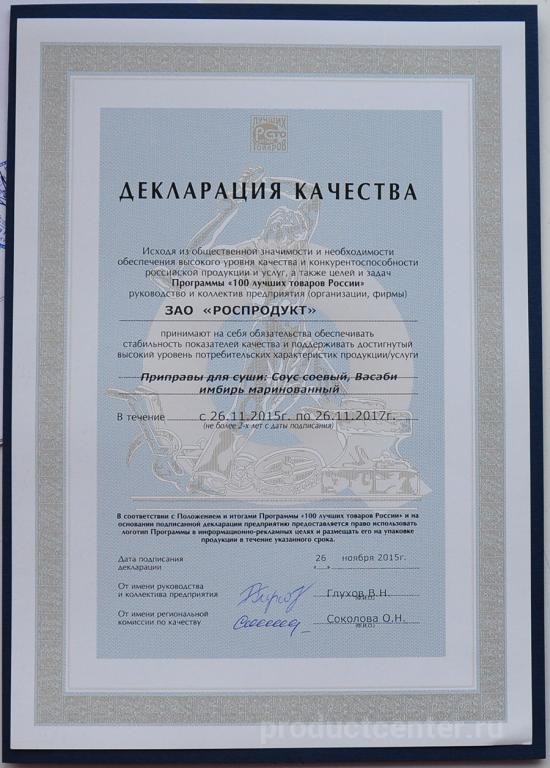 ЛУЧШИХ
СТО
ТОВАРОВ
ДЕКЛАРАЦИЯ КАЧЕСТВА
Исходя из общественной значимости и необходимости
обеспечения высокого уровня качества и конкурентоспособности
российской продукции и услуг, а также целей и задач
Программы «100 лучших товаров России»
руководство и коллектив предприятия (организации, фирмы)
ЗАО «РОСПРОДУКТ»
принимают на себя обязательства обеспечивать
стабильность показателей качества и поддерживать достигнутый
высокий уровень потребительских характеристик продукции/услуги
Приправы для суши: Соус соевый, Васаби
имбирь маринованный
В течение с 26.11.2015г. по 26.11.2017г.
(не более 2-х лет с даты подписания)
В соответствии с Положением и итогами Программы «100 лучших товаров России» и на
основании подписанной декларации предприятию предоставляется право использовать
логотип Программы в информационно-рекламных целях и размещать его на упаковке
продукции в течение указанного срока.
Дата подписания
декларации
26 ноября 2015г.
От имени руководства
и коллектива предприятия
Глухов В.Н.
(Ф.И.О.)
От имени региональной
комиссии по качеству
Соколова О.Н.
(Ф.И.О.)
productcenter.ru